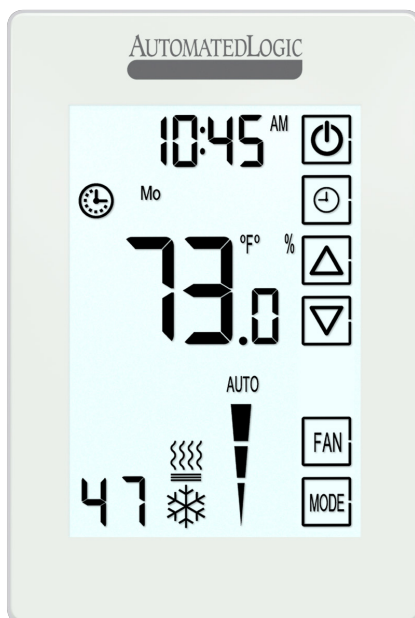 AUTOMATEDLOGIC
10:45 AM
Mo
73.0 °F° %
AUTO
FAN
47
MODE